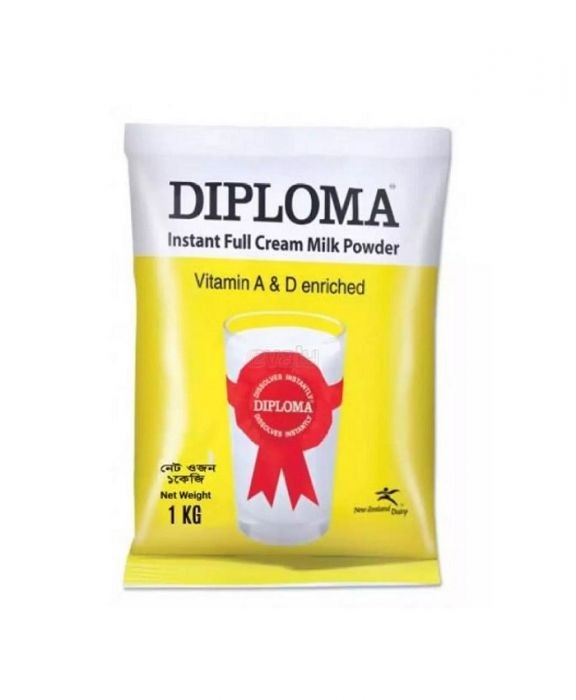 DIPLOMA®
Instant Full Cream Milk Powder
Vitamin A & D enriched
DISSOLVES INSTANTLY
DIPLOMA®
DISSOLVES INSTANTLY
নেট ওজন
১কেজি
Net Weight
1 KG
New Zealand Dairy